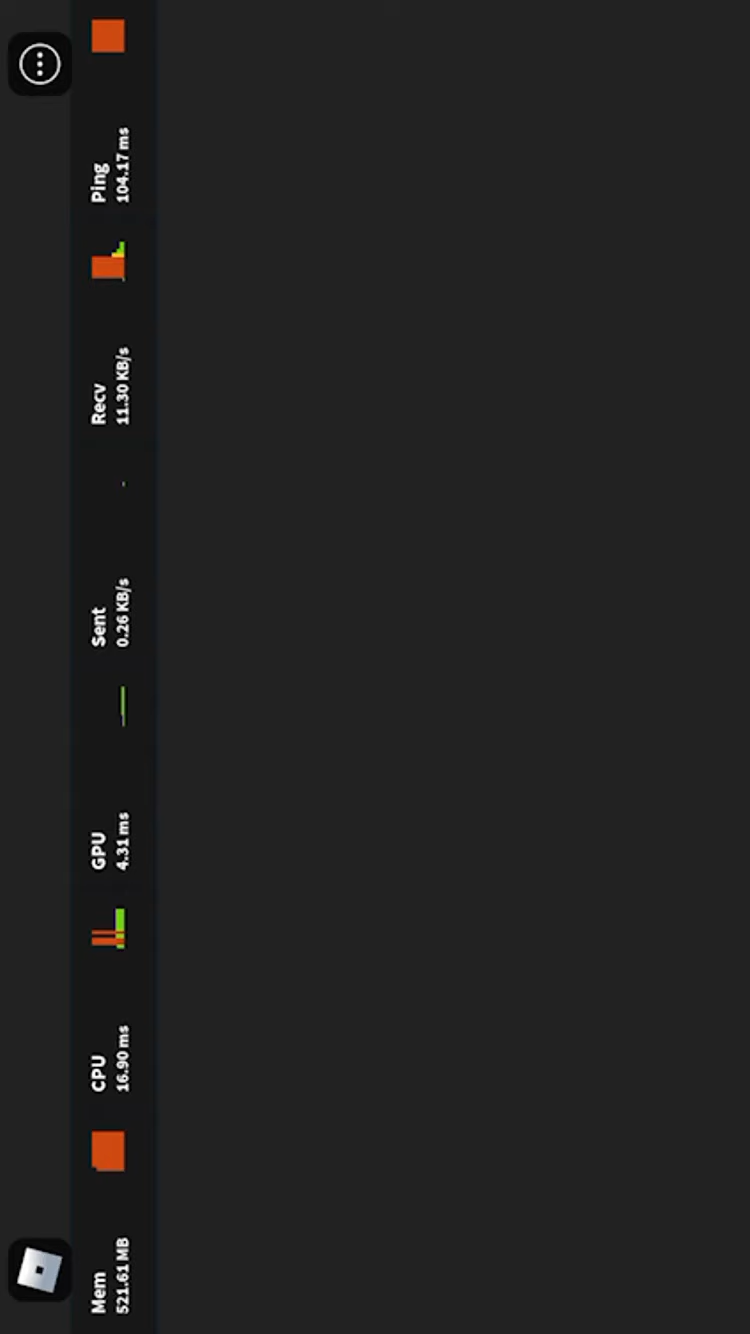 Mem
521.61 MB
CPU
16.90 ms
GPU
4.31 ms
Sent
0.26 KB/s
Recv
11.30 KB/s
Ping
104.17 ms